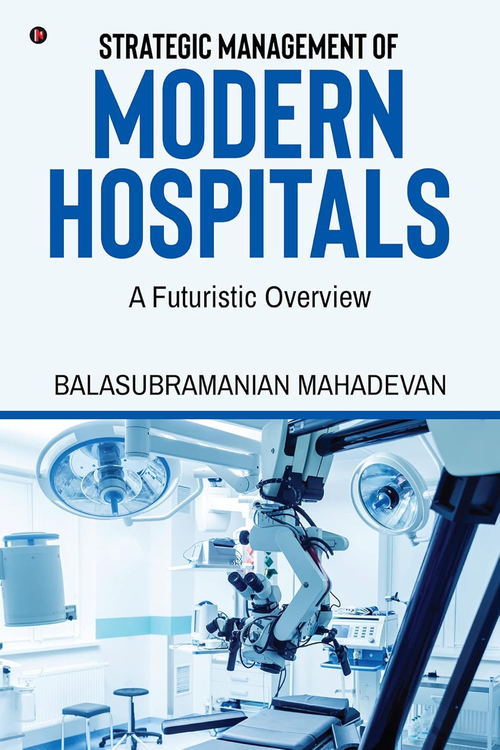 STRATEGIC MANAGEMENT OF
MODERN
HOSPITALS
A Futuristic Overview
BALASUBRAMANIAN MAHADEVAN